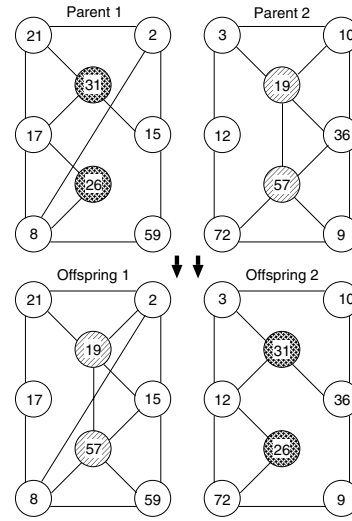 Parent 1 Parent 2
21 2 3 10
31 19
17 15 12 36
26 57
8 59 72 9
Offspring 1 Offspring 2
21 2 3 10
19 31
17 15 12 36
57 26
8 59 72 9